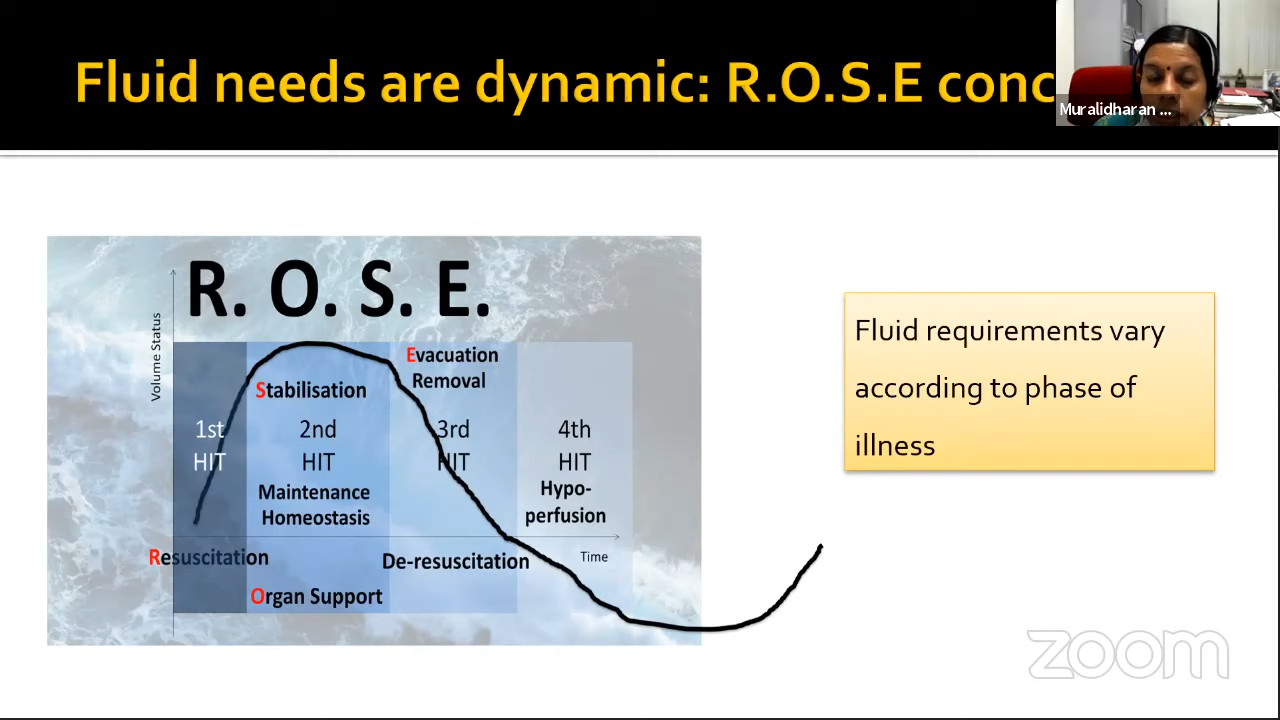 Fluid needs are dynamic: R.O.S.E conc
Muralidharan ...
R. O. S. E.
Volume Status
Evacuation
Removal
Stabilisation
1st
HIT
2nd
HIT
3rd
HIT
4th
HIT
Maintenance
Homeostasis
Hypo-
perfusion
Resuscitation
De-resuscitation
Time
Organ Support
Fluid requirements vary
according to phase of
illness
zoom